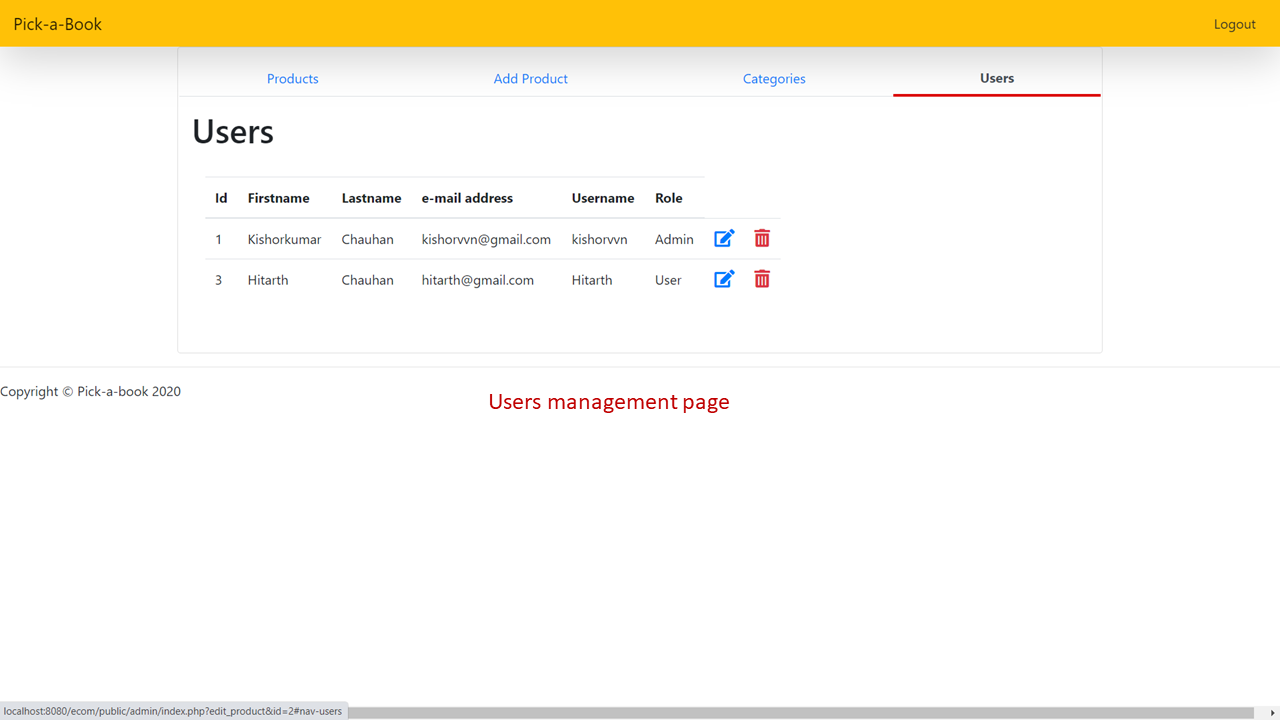 Pick-a-Book Logout
Products Add Product Categories Users
Users
Id Firstname Lastname e-mail address Username Role
1 Kishorkumar Chauhan kishorvvn@gmail.com kishorvvn Admin
3 Hitarth Chauhan hitarth@gmail.com Hitarth User
Copyright © Pick-a-book 2020
Users management page
localhost:8080/ecom/public/admin/index.php?edit_product&id=2#nav-users